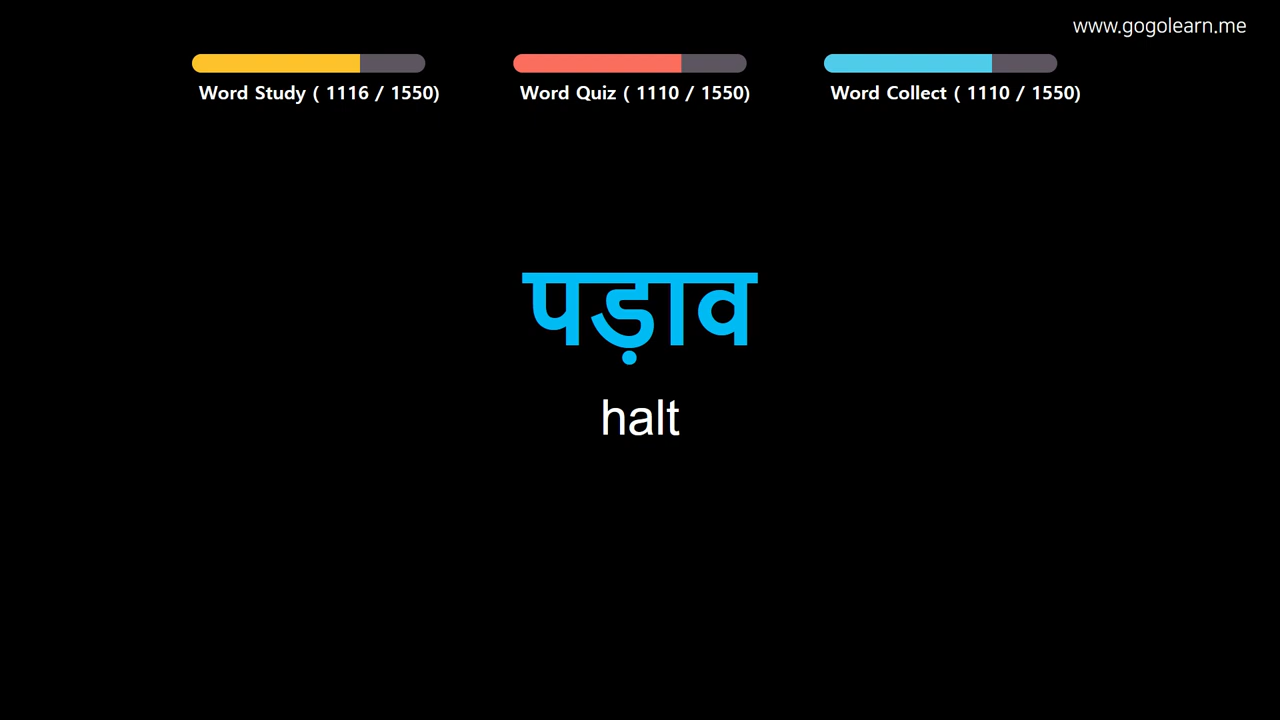 www.gogolearn.me
Word Study ( 1116 / 1550)
Word Quiz ( 1110 / 1550)
Word Collect ( 1110 / 1550)
पड़ाव
halt